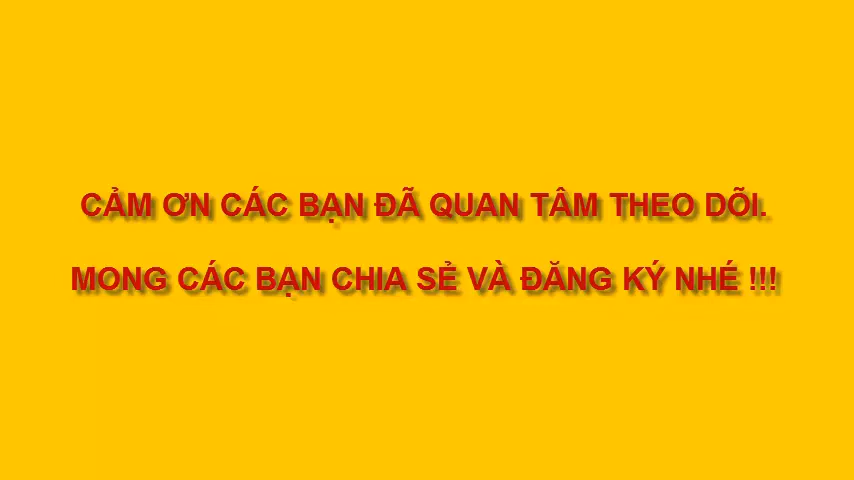 CẢM ƠN CÁC BẠN ĐÃ QUAN TÂM THEO DÕI.
MONG CÁC BẠN CHIA SẺ VÀ ĐĂNG KÝ NHÉ !!!